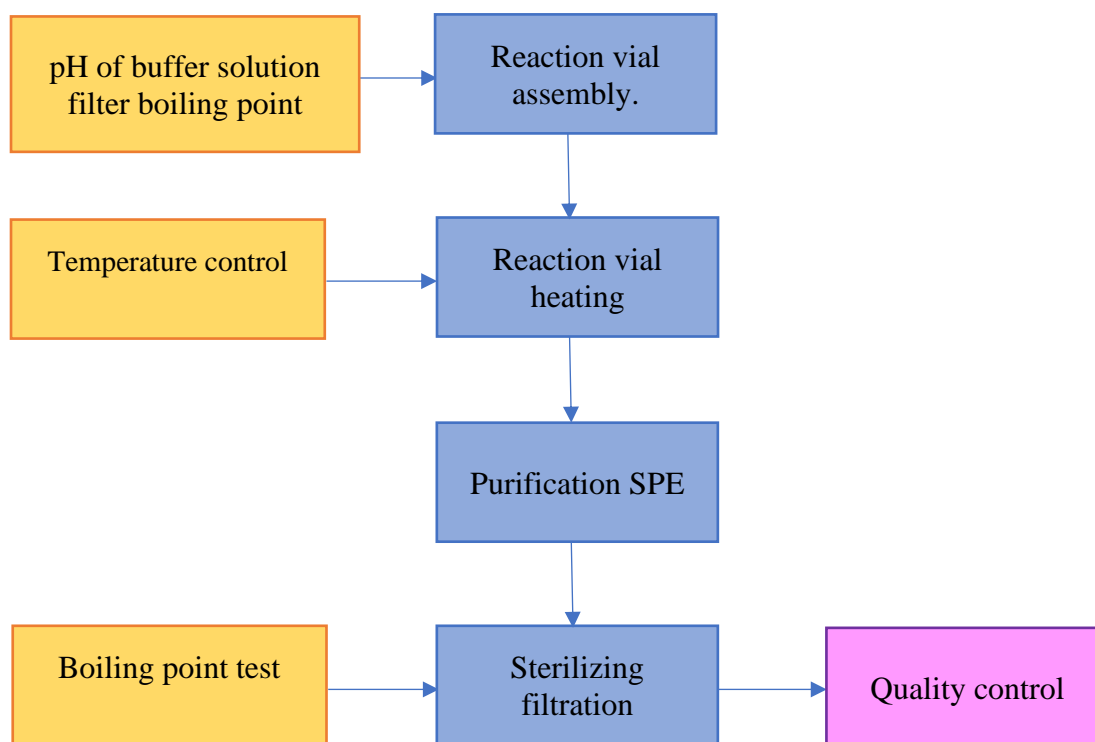 pH of buffer solution
filter boiling point
Reaction vial
assembly.
Temperature control
Reaction vial
heating
Purification SPE
Boiling point test
Sterilizing
filtration
Quality control